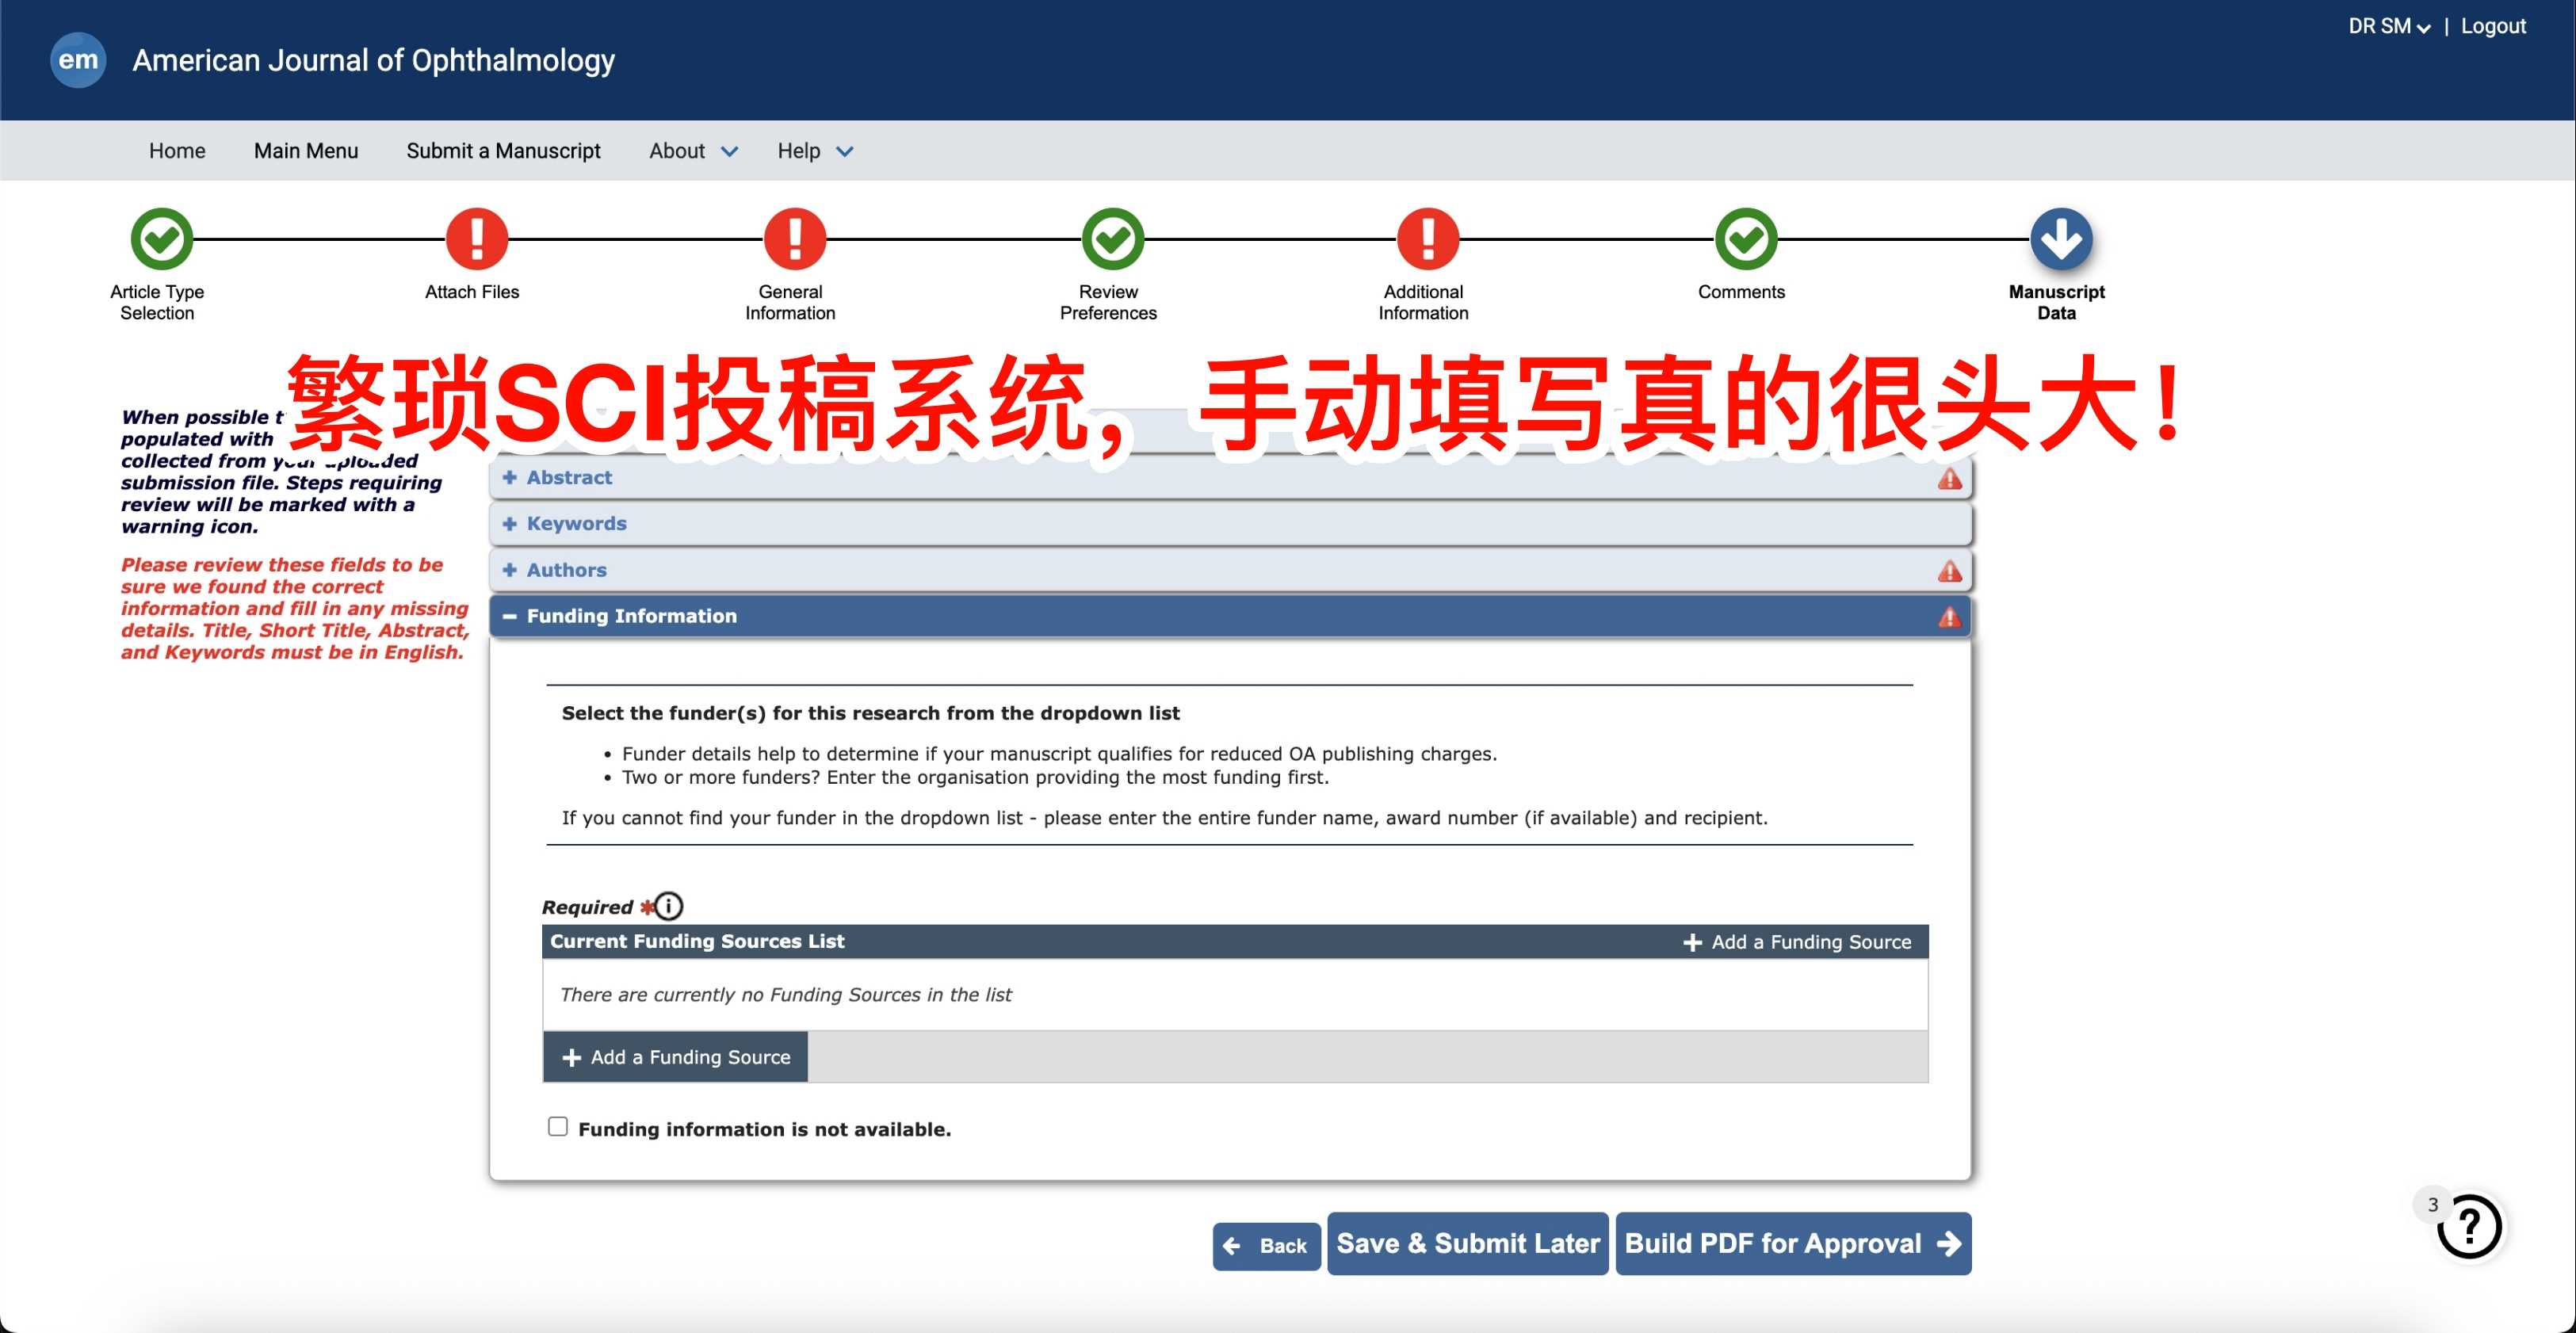 em
American Journal of Ophthalmology
DR SM | Logout
Home Main Menu Submit a Manuscript About Help
Article Type
Selection
Attach Files
General
Information
Review
Preferences
Additional
Information
Comments
Manuscript
Data
繁琐SCI投稿系统，手动填写真的很头大！
When possible
populated with
collected from your uploaded
submission file. Steps requiring
review will be marked with a
warning icon.
Please review these fields to be
sure we found the correct
information and fill in any missing
details. Title, Short Title, Abstract,
and Keywords must be in English.
+ Abstract
+ Keywords
+ Authors
− Funding Information
Select the funder(s) for this research from the dropdown list
• Funder details help to determine if your manuscript qualifies for reduced OA publishing charges.
• Two or more funders? Enter the organisation providing the most funding first.
If you cannot find your funder in the dropdown list - please enter the entire funder name, award number (if available) and recipient.
Required *
Current Funding Sources List + Add a Funding Source
There are currently no Funding Sources in the list
+ Add a Funding Source
Funding information is not available.
Back Save & Submit Later Build PDF for Approval
3
?